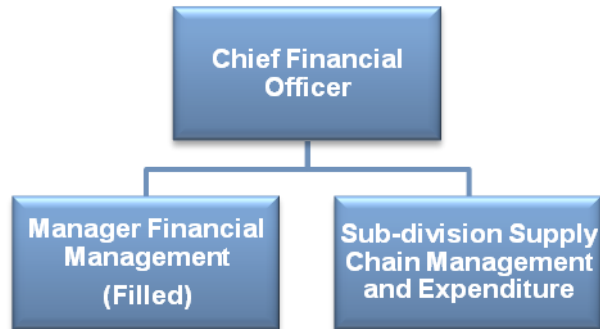 Chief Financial
Officer
Manager Financial
Management
(Filled)
Sub-division Supply
Chain Management
and Expenditure